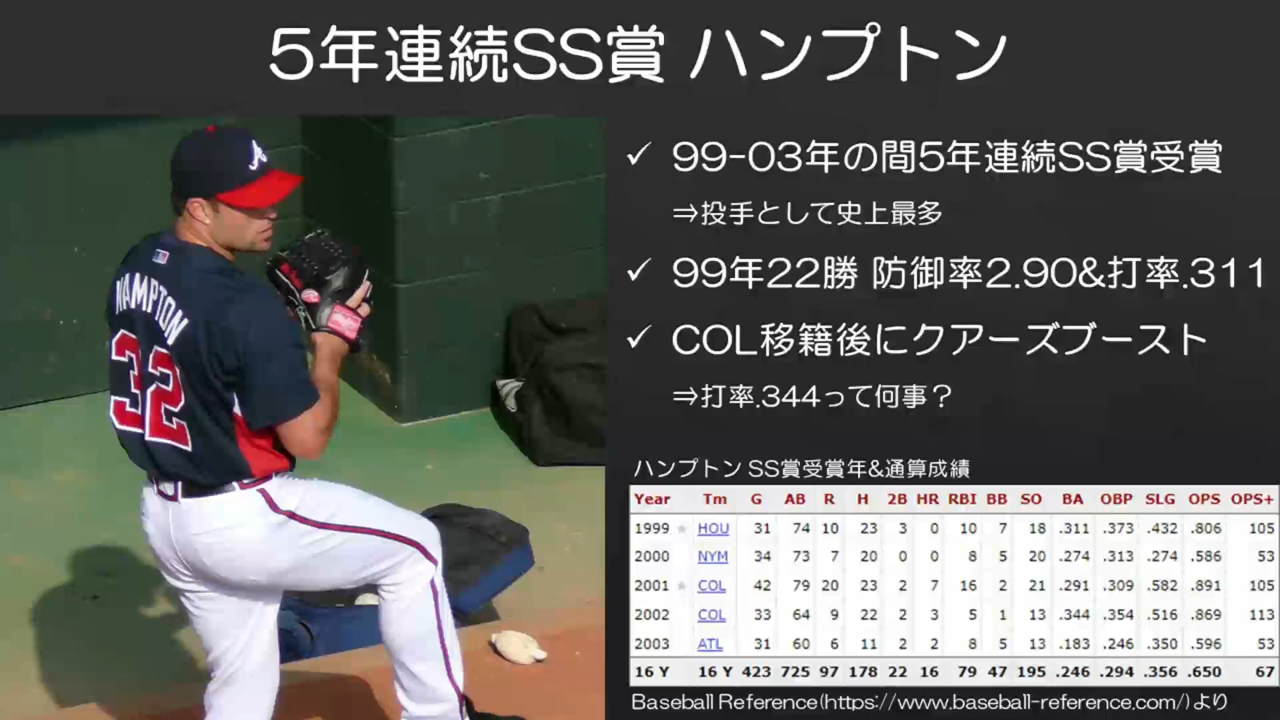 5年連続SS賞 ハンプトン
✓ 99-03年の間5年連続SS賞受賞
⇒投手として史上最多
✓ 99年22勝 防御率2.90&打率.311
✓ COL移籍後にクアーズブースト
⇒打率.344って何事？
HAMPTON
32
ハンプトン SS賞受賞年&通算成績
Year Tm G AB R H 2B HR RBI BB SO BA OBP SLG OPS OPS+
1999 ★ HOU 31 74 10 23 3 0 10 7 18 .311 .373 .432 .806 105
2000 NYM 34 73 7 20 0 0 8 5 20 .274 .313 .274 .586 53
2001 ★ COL 42 79 20 23 2 7 16 2 21 .291 .309 .582 .891 105
2002 COL 33 64 9 22 2 3 5 1 13 .344 .354 .516 .869 113
2003 ATL 31 60 6 11 2 2 8 5 13 .183 .246 .350 .596 53
16 Y 16 Y 423 725 97 178 22 16 79 47 195 .246 .294 .356 .650 67
Baseball Reference(https://www.baseball-reference.com/)より